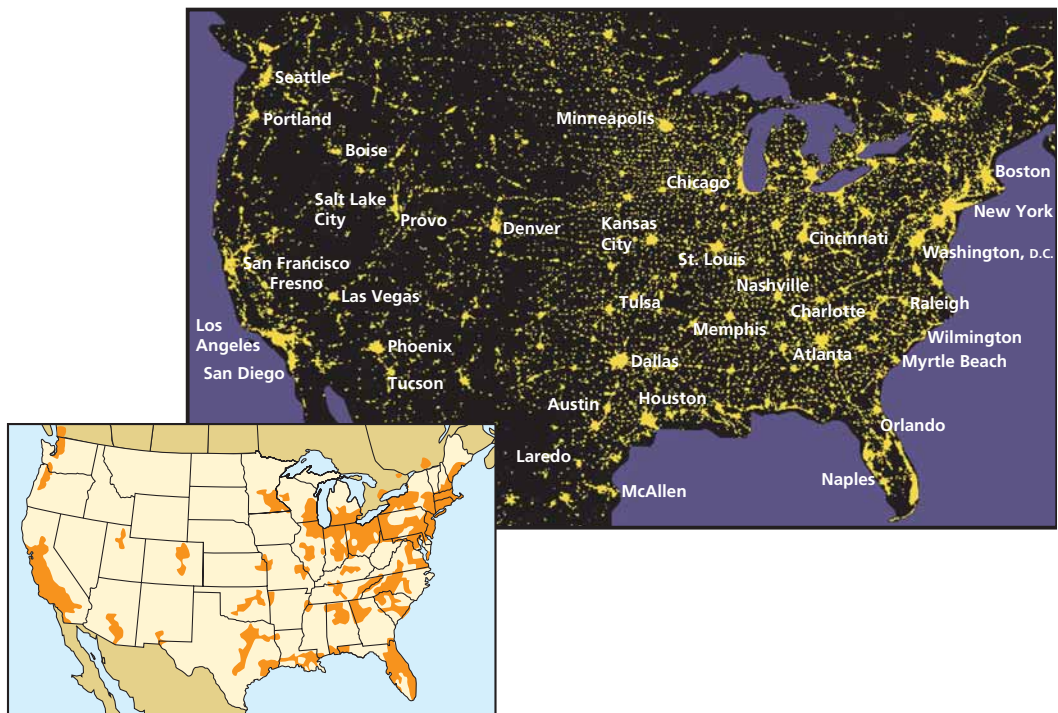 Seattle
Portland
Minneapolis
Boise
Boston
Chicago
Salt Lake
City
Provo
New York
Denver
Kansas
City
Cincinnati
Washington, D.C.
St. Louis
San Francisco
Fresno
Las Vegas
Nashville
Tulsa
Charlotte
Raleigh
Los
Angeles
Memphis
Wilmington
Phoenix
Atlanta
Dallas
Myrtle Beach
San Diego
Tucson
Austin
Houston
Orlando
Laredo
Naples
McAllen